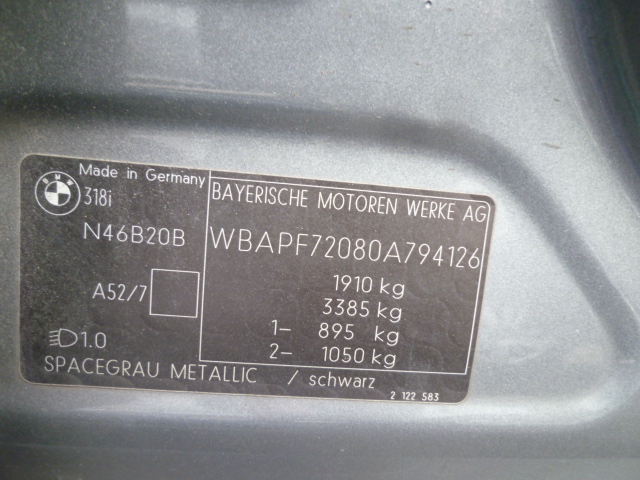 Made in Germany
BMW
318i
N46B20B
A52/7
1.0
BAYERISCHE MOTOREN WERKE AG
WBAPF72080A794126
1910 kg
3385 kg
1- 895 kg
2- 1050 kg
SPACEGRAU METALLIC / schwarz
2 122 583